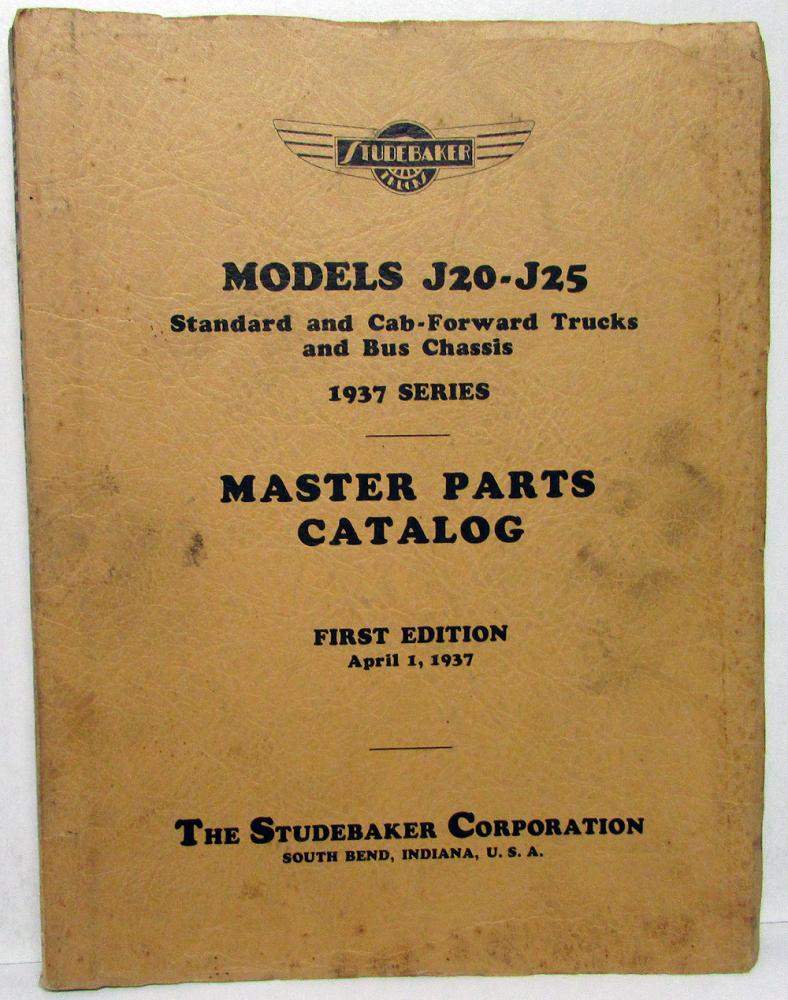 STUDEBAKER
TRUCKS
MODELS J20-J25
Standard and Cab-Forward Trucks
and Bus Chassis
1937 SERIES
MASTER PARTS
CATALOG
FIRST EDITION
April 1, 1937
THE STUDEBAKER CORPORATION
SOUTH BEND, INDIANA, U. S. A.